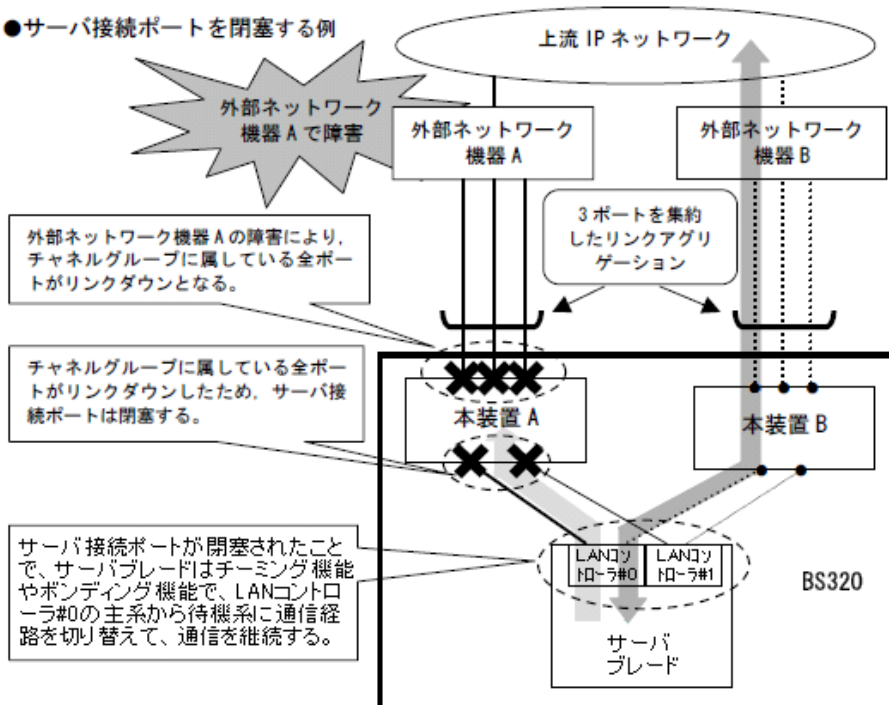 ●サーバ接続ポートを閉塞する例
上流 IP ネットワーク
外部ネットワーク
機器 A で障害
外部ネットワーク
機器 A
外部ネットワーク
機器 B
3 ポートを集約
したリンクアグリ
ゲーション
外部ネットワーク機器 A の障害により,
チャネルグループに属している全ポー
トがリンクダウンとなる。
チャネルグループに属している全ポー
トがリンクダウンしたため, サーバ接
続ポートは閉塞する。
本装置 A
本装置 B
サーバ接続ポートが閉塞されたこと
で、サーバブレードはチーミング機能
やボンディング機能で、LANコントロ
ーラ#0の主系から待機系に通信経
路を切り替えて、通信を継続する。
LANコン
トローラ#0
LANコン
トローラ#1
BS320
サーバ
ブレード